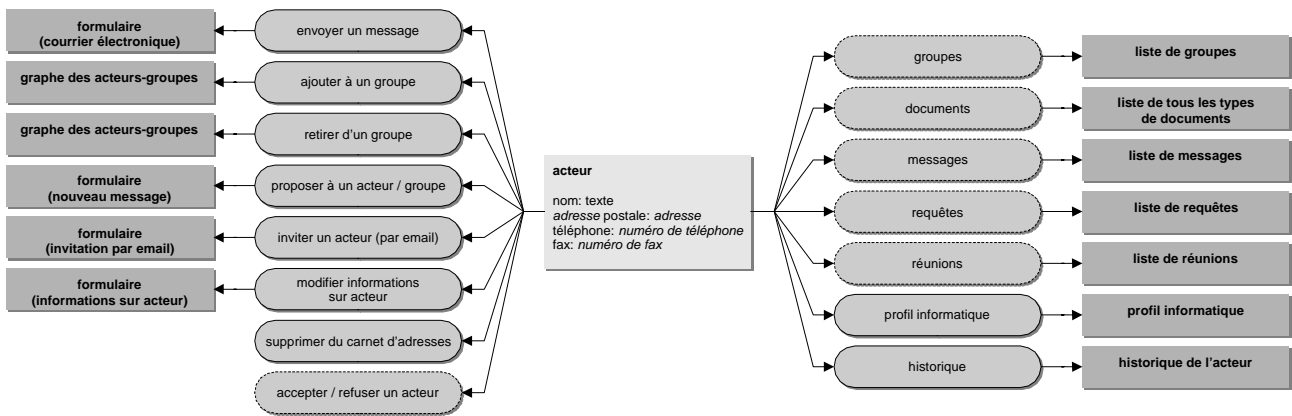 formulaire
(courrier électronique)
envoyer un message
graphe des acteurs-groupes
ajouter à un groupe
graphe des acteurs-groupes
retirer d'un groupe
formulaire
(nouveau message)
proposer à un acteur / groupe
formulaire
(invitation par email)
inviter un acteur (par email)
formulaire
(informations sur acteur)
modifier informations
sur acteur
supprimer du carnet d'adresses
accepter / refuser un acteur
acteur
nom: texte
adresse postale: adresse
téléphone: numéro de téléphone
fax: numéro de fax
groupes
liste de groupes
documents
liste de tous les types
de documents
messages
liste de messages
requêtes
liste de requêtes
réunions
liste de réunions
profil informatique
profil informatique
historique
historique de l'acteur